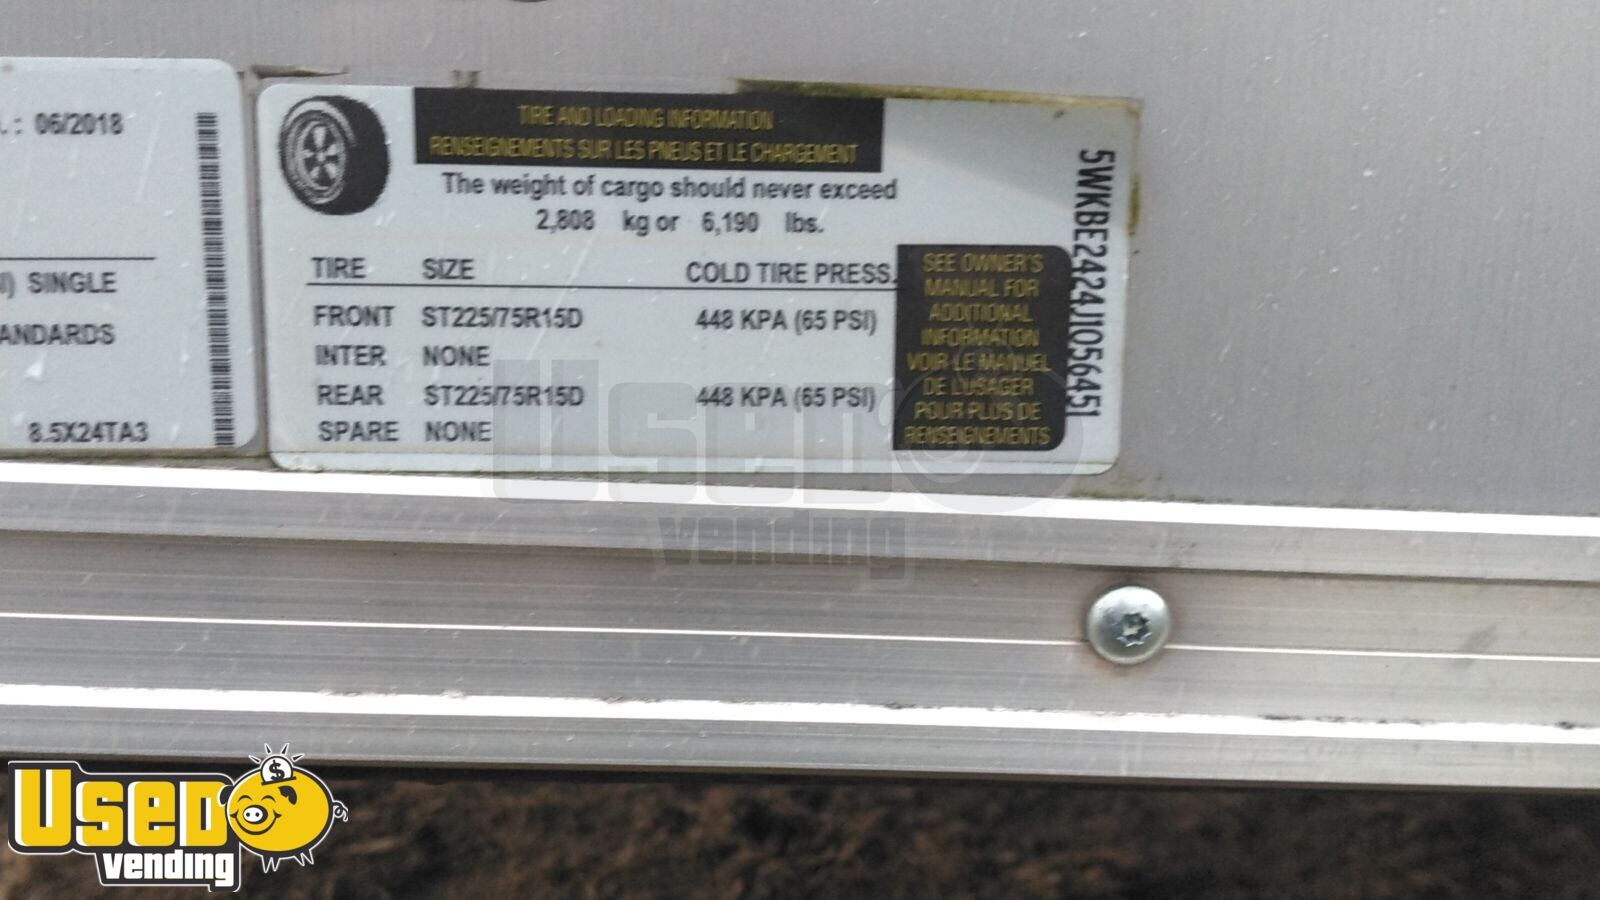 .: 06/2018
I) SINGLE
ANDARDS
8.5X24TA3
TIRE AND LOADING INFORMATION
RENSEIGNEMENTS SUR LES PNEUS ET LE CHARGEMENT
The weight of cargo should never exceed
2,808 kg or 6,190 lbs.
TIRE SIZE COLD TIRE PRESS.
FRONT ST225/75R15D 448 KPA (65 PSI)
INTER NONE
REAR ST225/75R15D 448 KPA (65 PSI)
SPARE NONE
SEE OWNER'S
MANUAL FOR
ADDITIONAL
INFORMATION
VOIR LE MANUEL
DE L'USAGER
POUR PLUS DE
RENSEIGNEMENTS
5WKBE2424J1056451
Used
vending
$
Used
vending